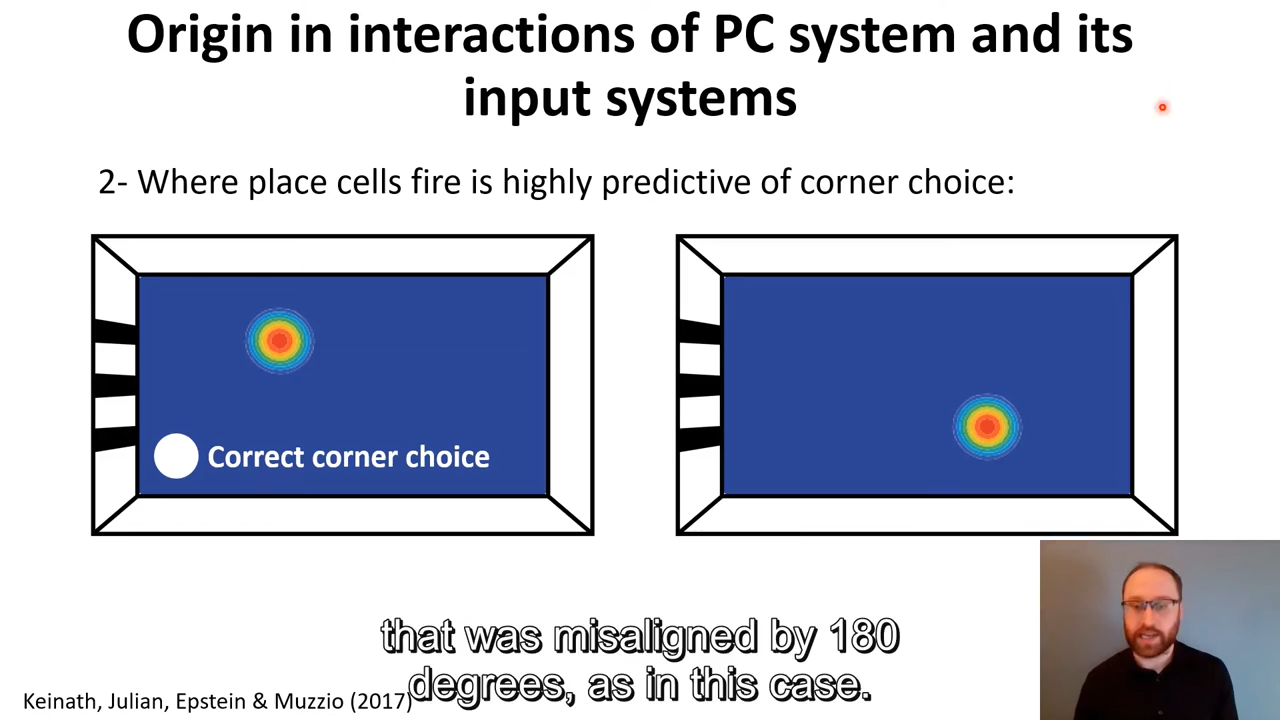 Origin in interactions of PC system and its
input systems
2- Where place cells fire is highly predictive of corner choice:
Correct corner choice
that was misaligned by 180
degrees, as in this case.
Keinath, Julian, Epstein & Muzzio (2017)